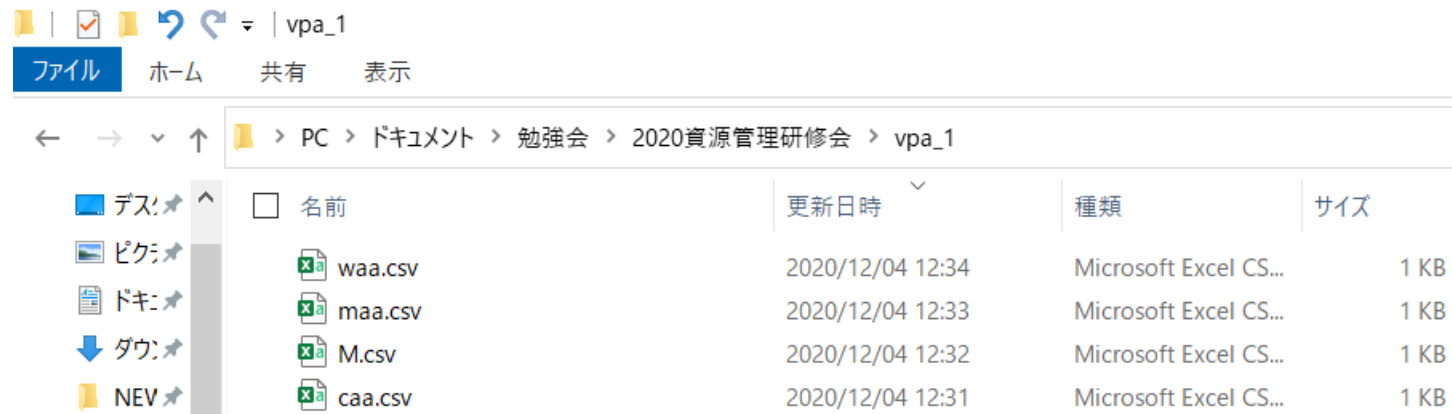 vpa_1
ファイル ホーム 共有 表示
PC > ドキュメント > 勉強会 > 2020資源管理研修会 > vpa_1
名前 更新日時 種類 サイズ
デスク
waa.csv 2020/12/04 12:34 Microsoft Excel CS... 1 KB
ピクチ
maa.csv 2020/12/04 12:33 Microsoft Excel CS... 1 KB
ドキュ
M.csv 2020/12/04 12:32 Microsoft Excel CS... 1 KB
ダウン
caa.csv 2020/12/04 12:31 Microsoft Excel CS... 1 KB
NEW